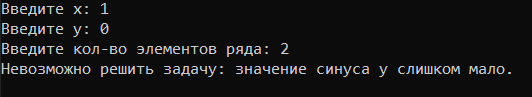 Введите x: 1
Введите y: 0
Введите кол-во элементов ряда: 2
Невозможно решить задачу: значение синуса y слишком мало.